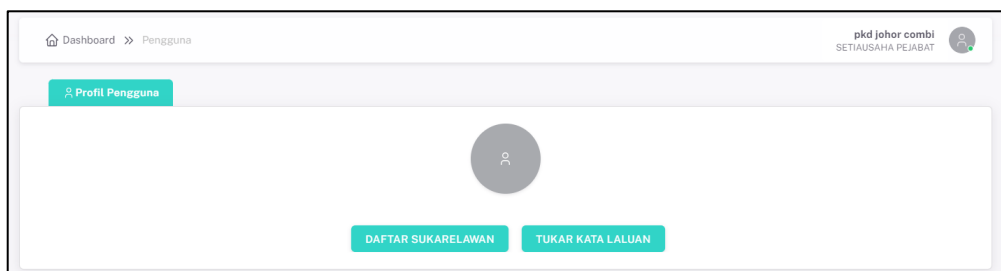 Dashboard » Pengguna
pkd johor combi
SETIAUSAHA PEJABAT
Profil Pengguna
DAFTAR SUKARELAWAN
TUKAR KATA LALUAN